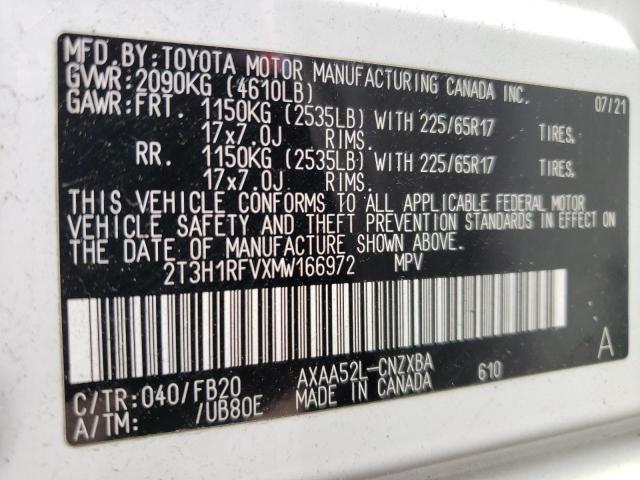 MFD. BY: TOYOTA MOTOR MANUFACTURING CANADA INC.
GVWR: 2090KG (4610LB) 07/21
GAWR: FRT. 1150KG (2535LB) WITH 225/65R17 TIRES.
17x7.0J RIMS.
RR. 1150KG (2535LB) WITH 225/65R17 TIRES.
17x7.0J RIMS.
THIS VEHICLE CONFORMS TO ALL APPLICABLE FEDERAL MOTOR
VEHICLE SAFETY AND THEFT PREVENTION STANDARDS IN EFFECT ON
THE DATE OF MANUFACTURE SHOWN ABOVE.
2T3H1RFVXMW166972 MPV
A
C/TR: 040/FB20 AXAA52L-CNZXBA 610
A/TM: /UB80E MADE IN CANADA